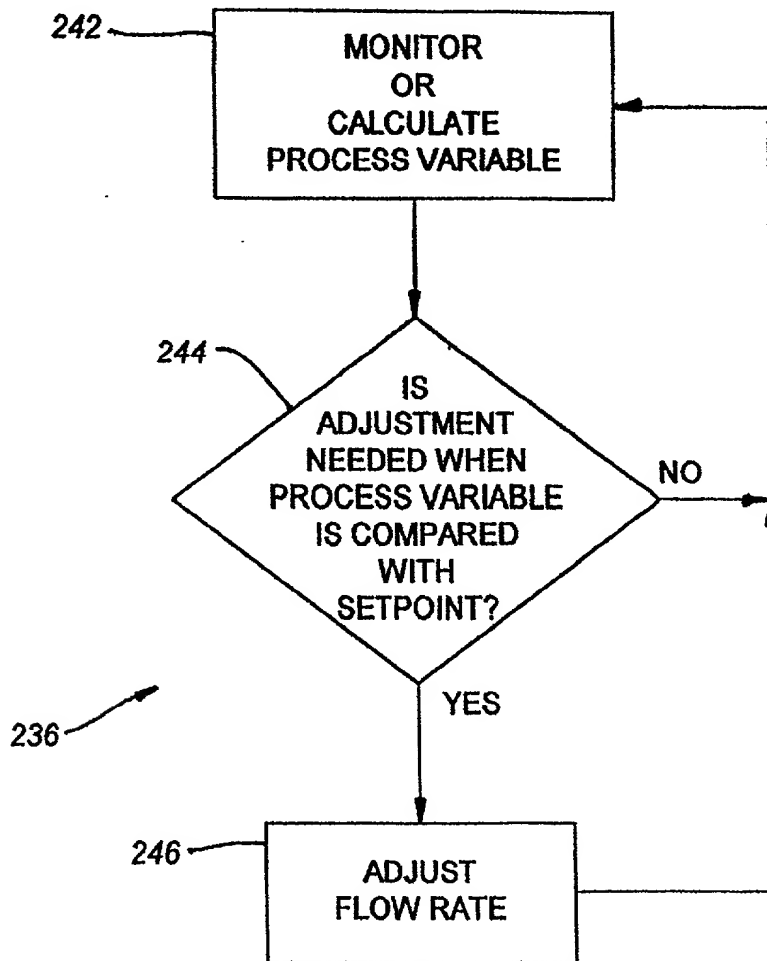 242
MONITOR
OR
CALCULATE
PROCESS VARIABLE
244
IS
ADJUSTMENT
NEEDED WHEN
PROCESS VARIABLE
IS COMPARED
WITH
SETPOINT?
NO
YES
236
246
ADJUST
FLOW RATE